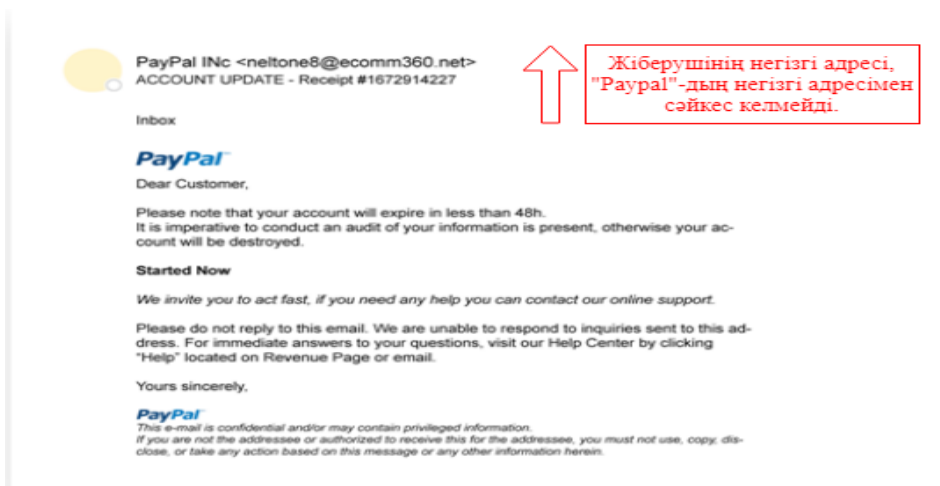 PayPal INc <neltone8@ecomm360.net>
ACCOUNT UPDATE - Receipt #1672914227
Жіберушінің негізгі адресі,
"Paypal"-дың негізгі адресімен
сәйкес келмейді.
Inbox
PayPal
Dear Customer,
Please note that your account will expire in less than 48h.
It is imperative to conduct an audit of your information is present, otherwise your ac-
count will be destroyed.
Started Now
We invite you to act fast, if you need any help you can contact our online support.
Please do not reply to this email. We are unable to respond to inquiries sent to this ad-
dress. For immediate answers to your questions, visit our Help Center by clicking
"Help" located on Revenue Page or email.
Yours sincerely,
PayPal
This e-mail is confidential and/or may contain privileged information.
If you are not the addressee or authorized to receive this for the addressee, you must not use, copy, dis-
close, or take any action based on this message or any other information herein.